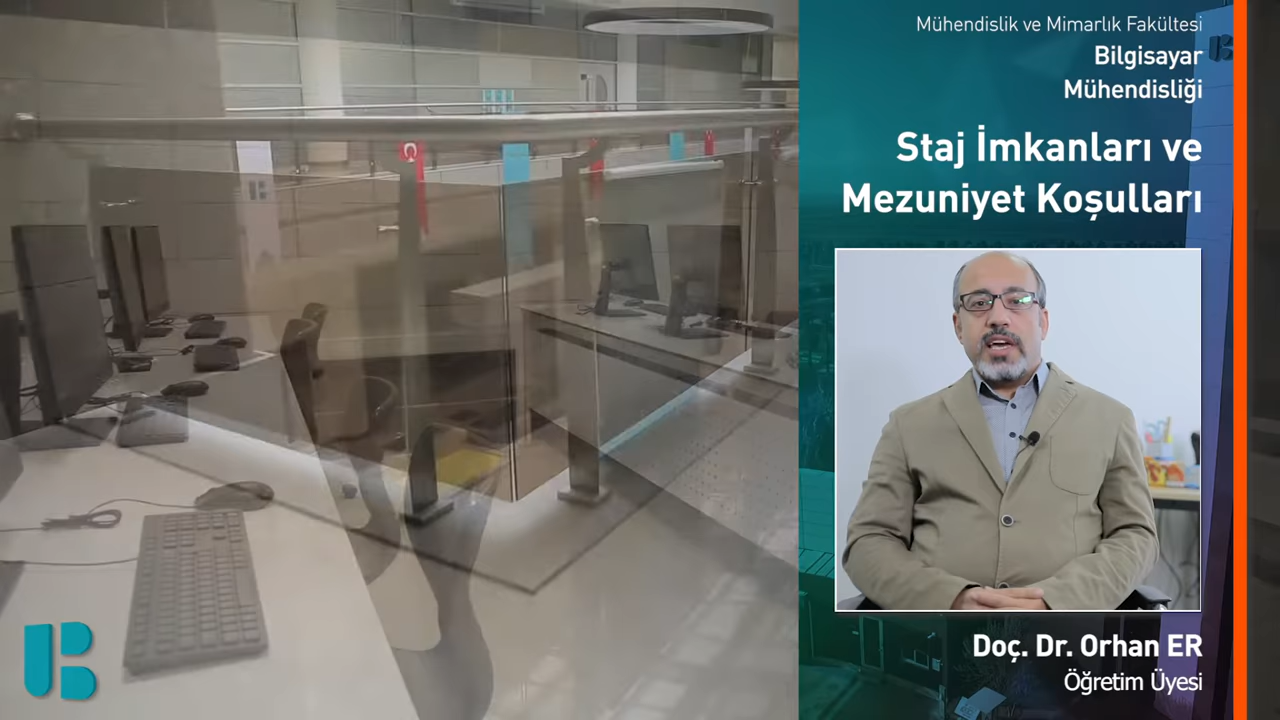 Mühendislik ve Mimarlık Fakültesi
Bilgisayar
Mühendisliği
Staj İmkanları ve
Mezuniyet Koşulları
Doç. Dr. Orhan ER
Öğretim Üyesi